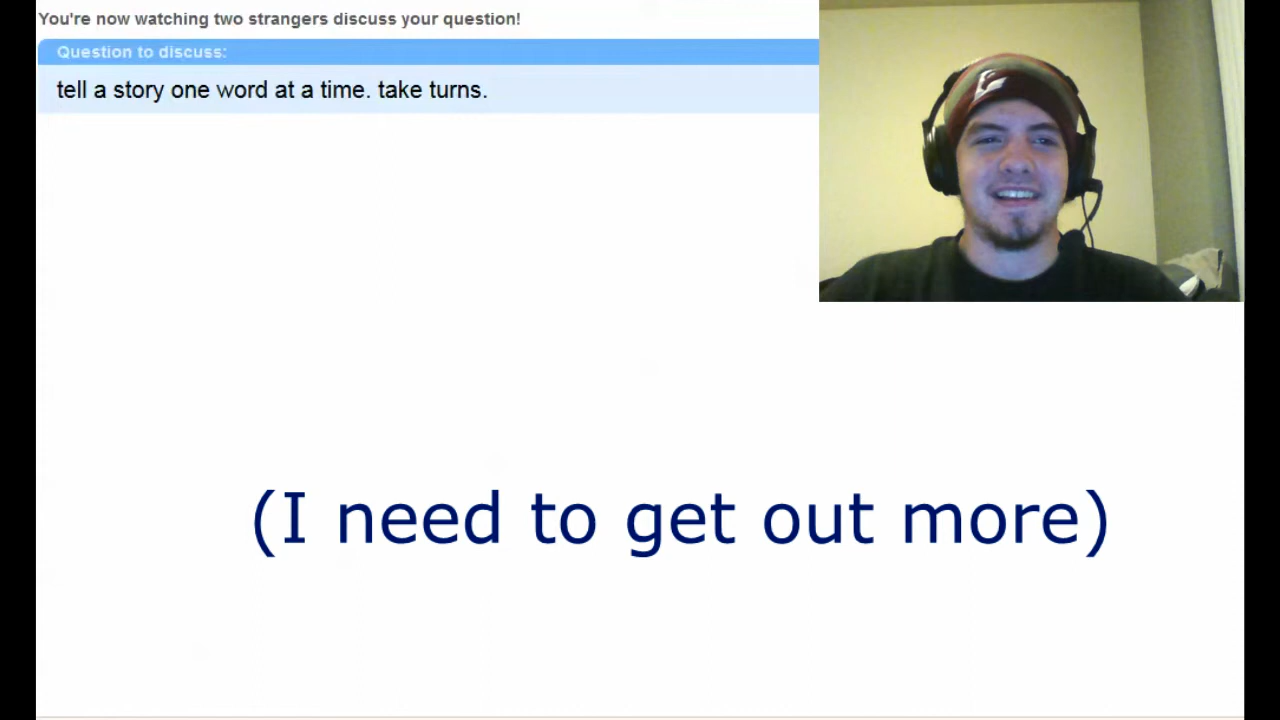 You're now watching two strangers discuss your question!
Question to discuss:
tell a story one word at a time. take turns.
(I need to get out more)